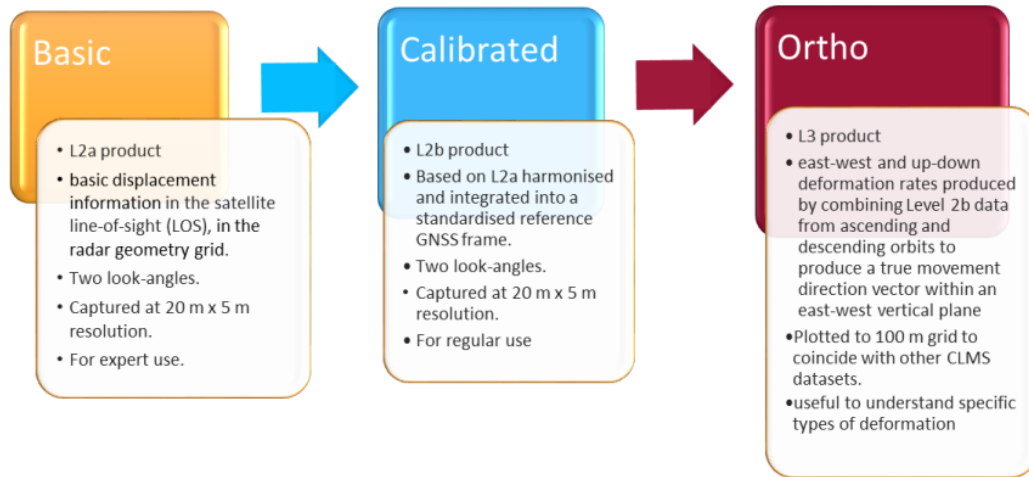 Basic
• L2a product
• basic displacement
information in the satellite
line-of-sight (LOS), in the
radar geometry grid.
• Two look-angles.
• Captured at 20 m x 5 m
resolution.
• For expert use.
Calibrated
• L2b product
• Based on L2a harmonised
and integrated into a
standardised reference
GNSS frame.
• Two look-angles.
• Captured at 20 m x 5 m
resolution.
• For regular use
Ortho
• L3 product
• east-west and up-down
deformation rates produced
by combining Level 2b data
from ascending and
descending orbits to
produce a true movement
direction vector within an
east-west vertical plane
•Plotted to 100 m grid to
coincide with other CLMS
datasets.
•useful to understand specific
types of deformation